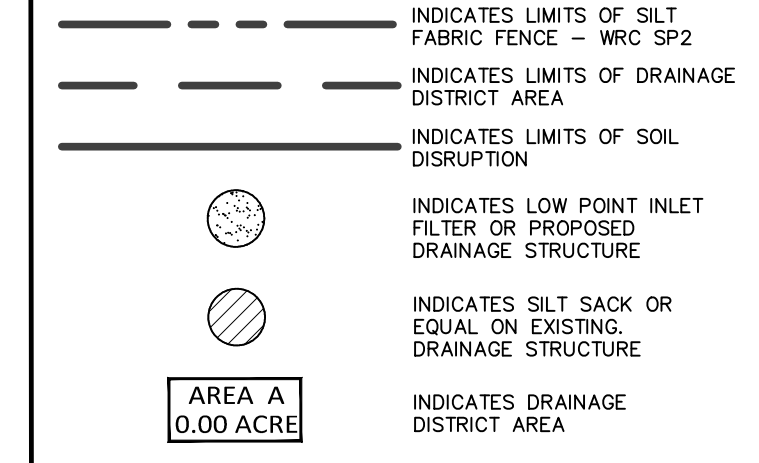 INDICATES LIMITS OF SILT
FABRIC FENCE – WRC SP2
INDICATES LIMITS OF DRAINAGE
DISTRICT AREA
INDICATES LIMITS OF SOIL
DISRUPTION
INDICATES LOW POINT INLET
FILTER OR PROPOSED
DRAINAGE STRUCTURE
INDICATES SILT SACK OR
EQUAL ON EXISTING.
DRAINAGE STRUCTURE
AREA A
0.00 ACRE
INDICATES DRAINAGE
DISTRICT AREA